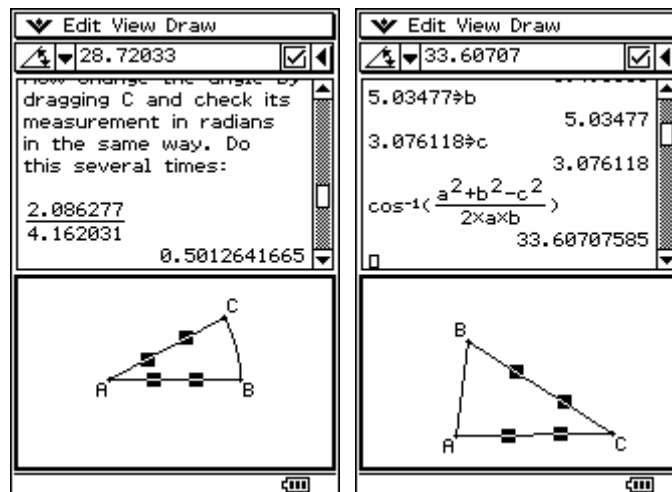 Edit View Draw
28.72033
dragging C and check its
measurement in radians
in the same way. Do
this several times:
2.086277
4.162031
0.5012641665
C
A
B
Edit View Draw
33.60707
5.03477⇒b
5.03477
3.076118⇒c
3.076118
cos⁻¹((a²+b²-c²)/(2×a×b))
33.60707585
B
A
C